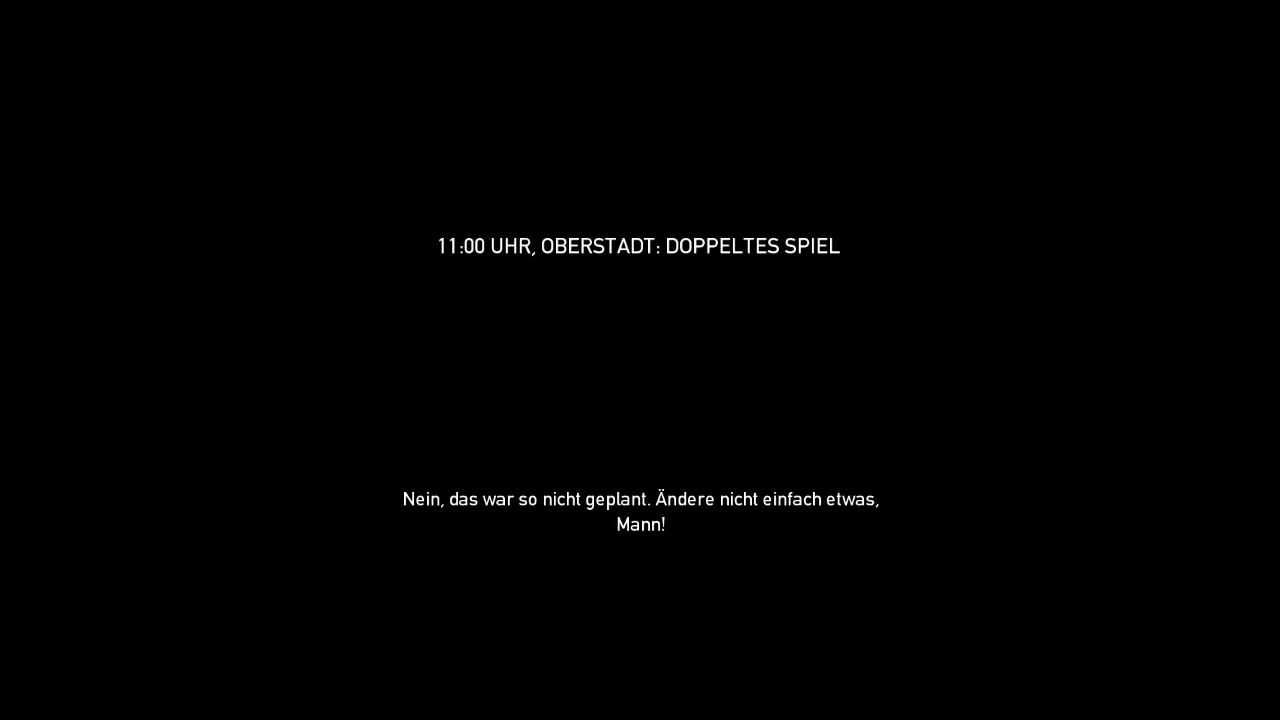 11:00 UHR, OBERSTADT: DOPPELTES SPIEL
Nein, das war so nicht geplant. Ändere nicht einfach etwas,
Mann!